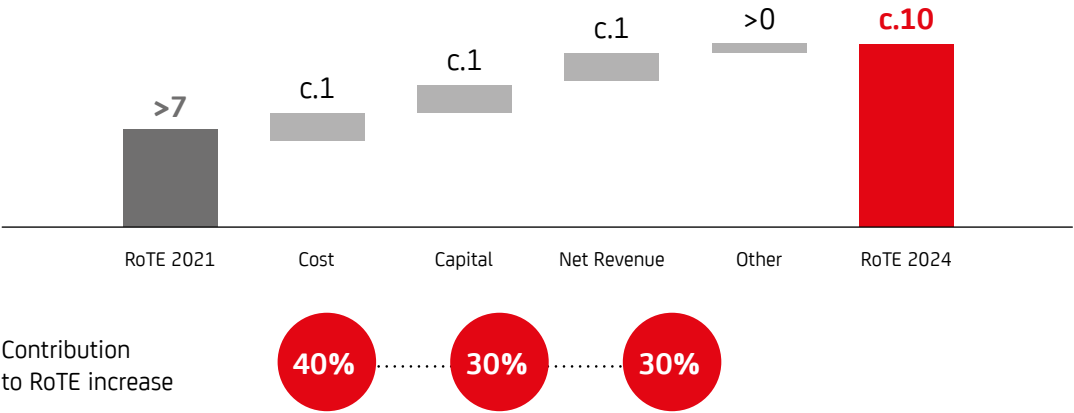 >7
c.1
c.1
c.1
>0
c.10
RoTE 2021
Cost
Capital
Net Revenue
Other
RoTE 2024
Contribution
to RoTE increase
40%
30%
30%